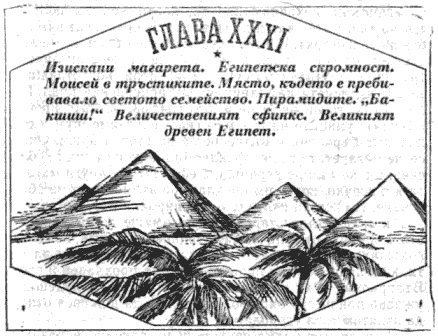 ГЛАВА XXXI
Изискани магарета. Египетска скромност.
Моисей в тръстиките. Място, където е преби-
вавало светото семейство. Пирамидите. „Ба-
кшиш!“ Величественият сфинкс. Великият
древен Египет.